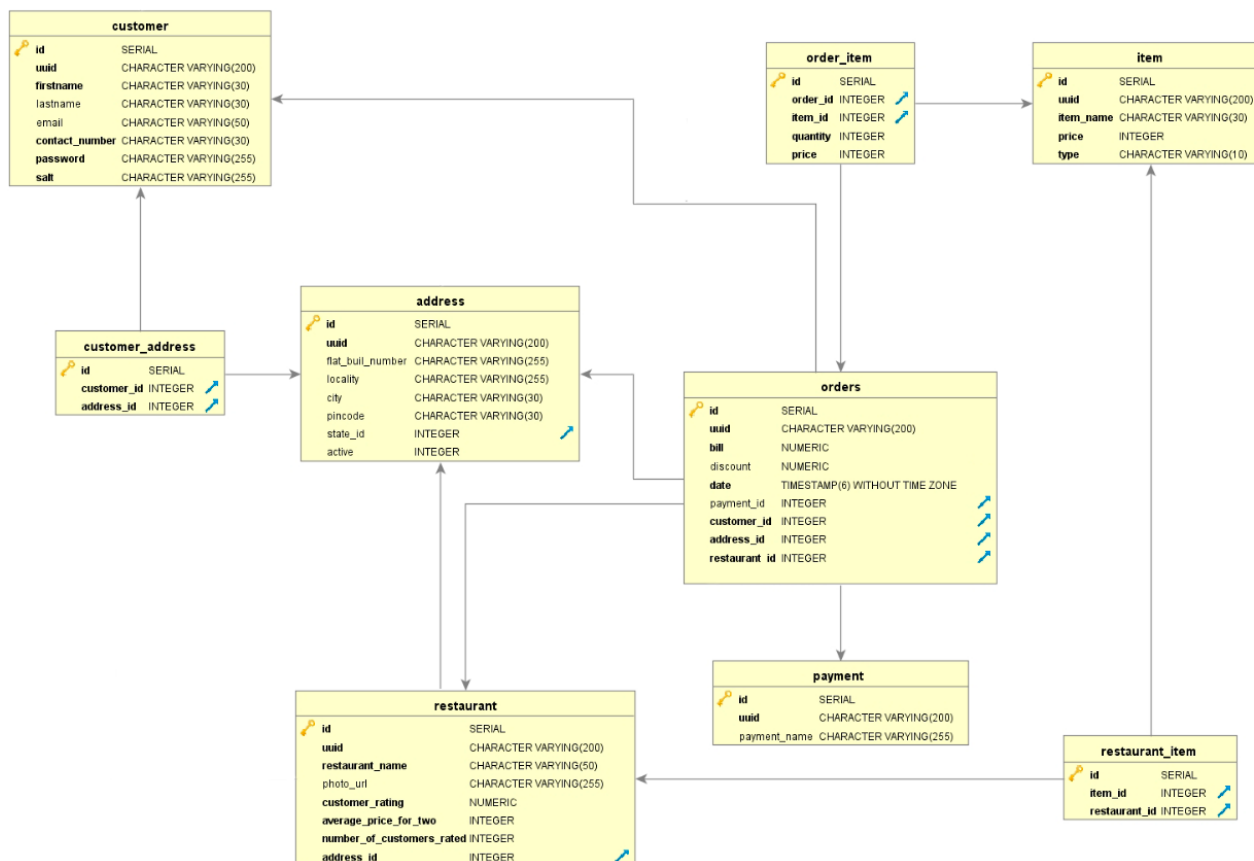 customer
id SERIAL
uuid CHARACTER VARYING(200)
firstname CHARACTER VARYING(30)
lastname CHARACTER VARYING(30)
email CHARACTER VARYING(50)
contact_number CHARACTER VARYING(30)
password CHARACTER VARYING(255)
salt CHARACTER VARYING(255)
order_item
id SERIAL
order_id INTEGER
item_id INTEGER
quantity INTEGER
price INTEGER
item
id SERIAL
uuid CHARACTER VARYING(200)
item_name CHARACTER VARYING(30)
price INTEGER
type CHARACTER VARYING(10)
customer_address
id SERIAL
customer_id INTEGER
address_id INTEGER
address
id SERIAL
uuid CHARACTER VARYING(200)
flat_buil_number CHARACTER VARYING(255)
locality CHARACTER VARYING(255)
city CHARACTER VARYING(30)
pincode CHARACTER VARYING(30)
state_id INTEGER
active INTEGER
orders
id SERIAL
uuid CHARACTER VARYING(200)
bill NUMERIC
discount NUMERIC
date TIMESTAMP(6) WITHOUT TIME ZONE
payment_id INTEGER
customer_id INTEGER
address_id INTEGER
restaurant_id INTEGER
restaurant
id SERIAL
uuid CHARACTER VARYING(200)
restaurant_name CHARACTER VARYING(50)
photo_url CHARACTER VARYING(255)
customer_rating NUMERIC
average_price_for_two INTEGER
number_of_customers_rated INTEGER
address_id INTEGER
payment
id SERIAL
uuid CHARACTER VARYING(200)
payment_name CHARACTER VARYING(255)
restaurant_item
id SERIAL
item_id INTEGER
restaurant_id INTEGER